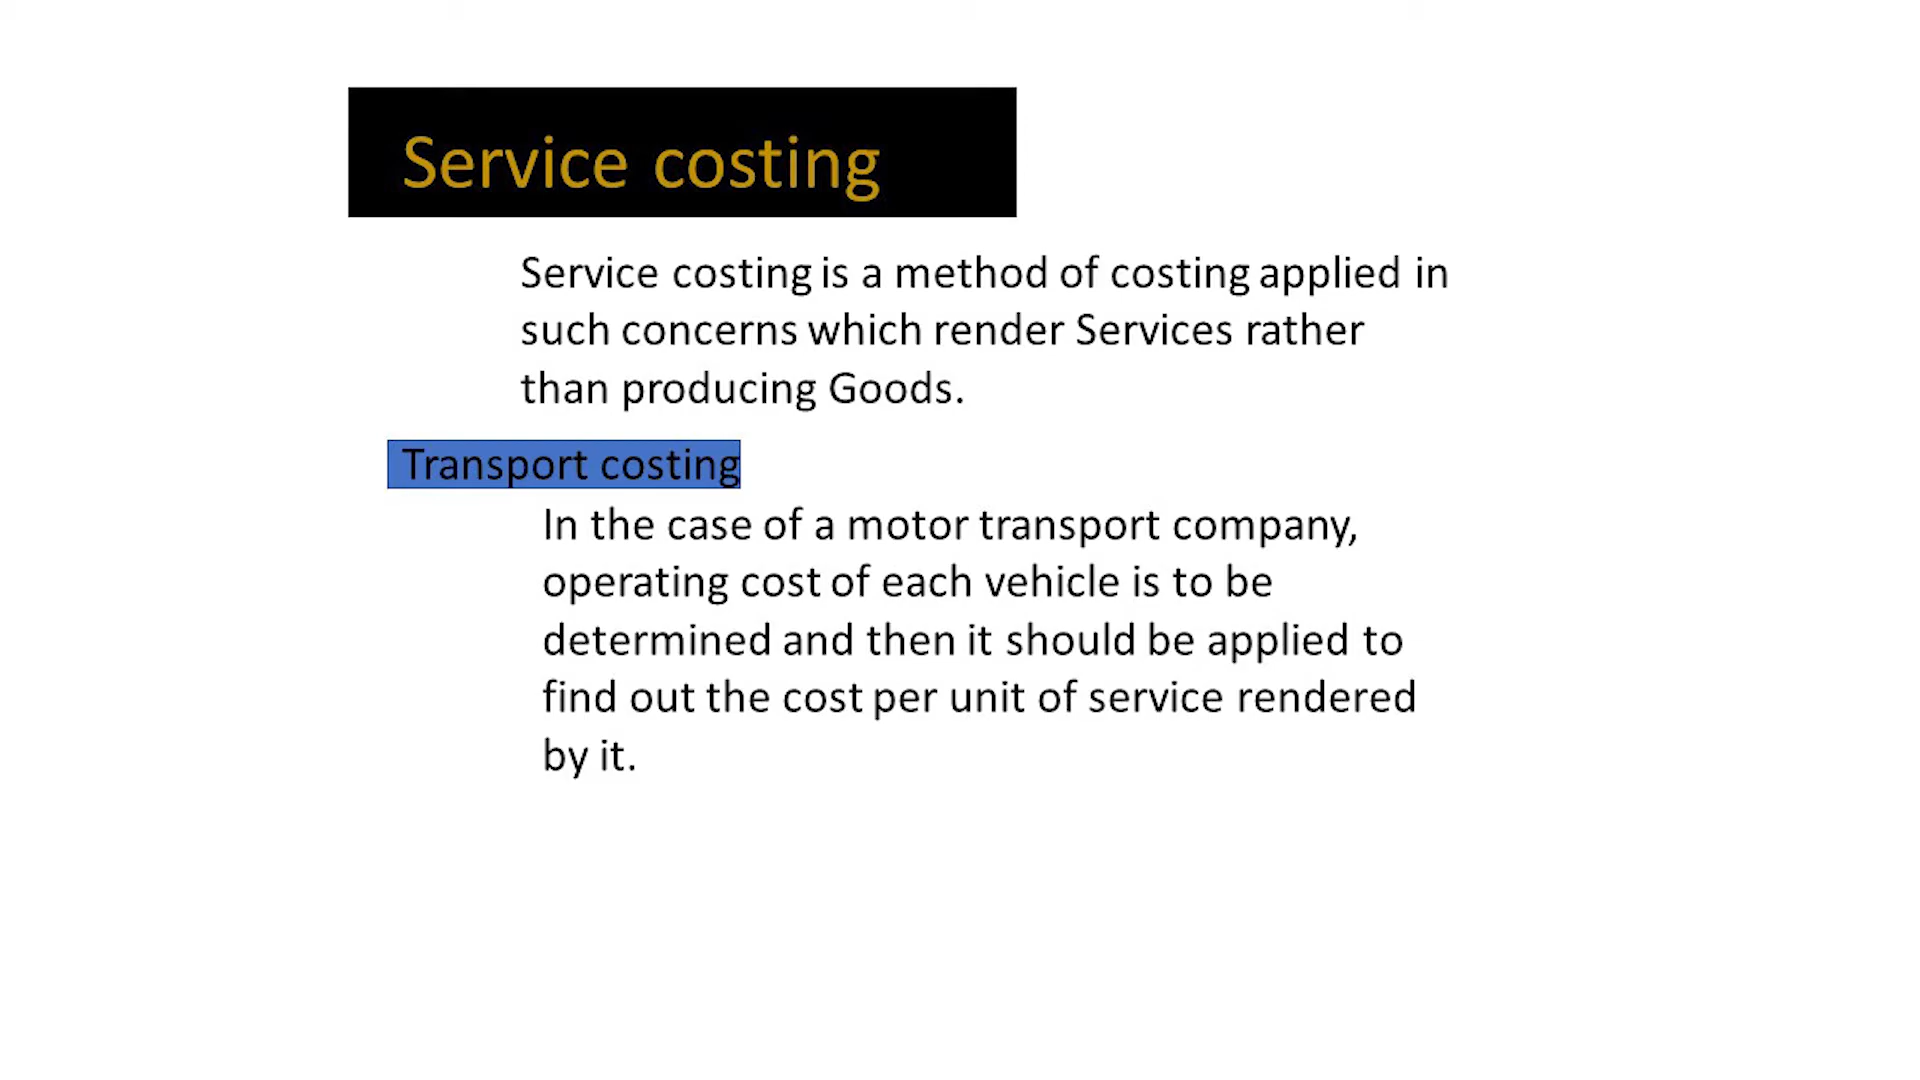 Service costing
Service costing is a method of costing applied in
such concerns which render Services rather
than producing Goods.
Transport costing
In the case of a motor transport company,
operating cost of each vehicle is to be
determined and then it should be applied to
find out the cost per unit of service rendered
by it.